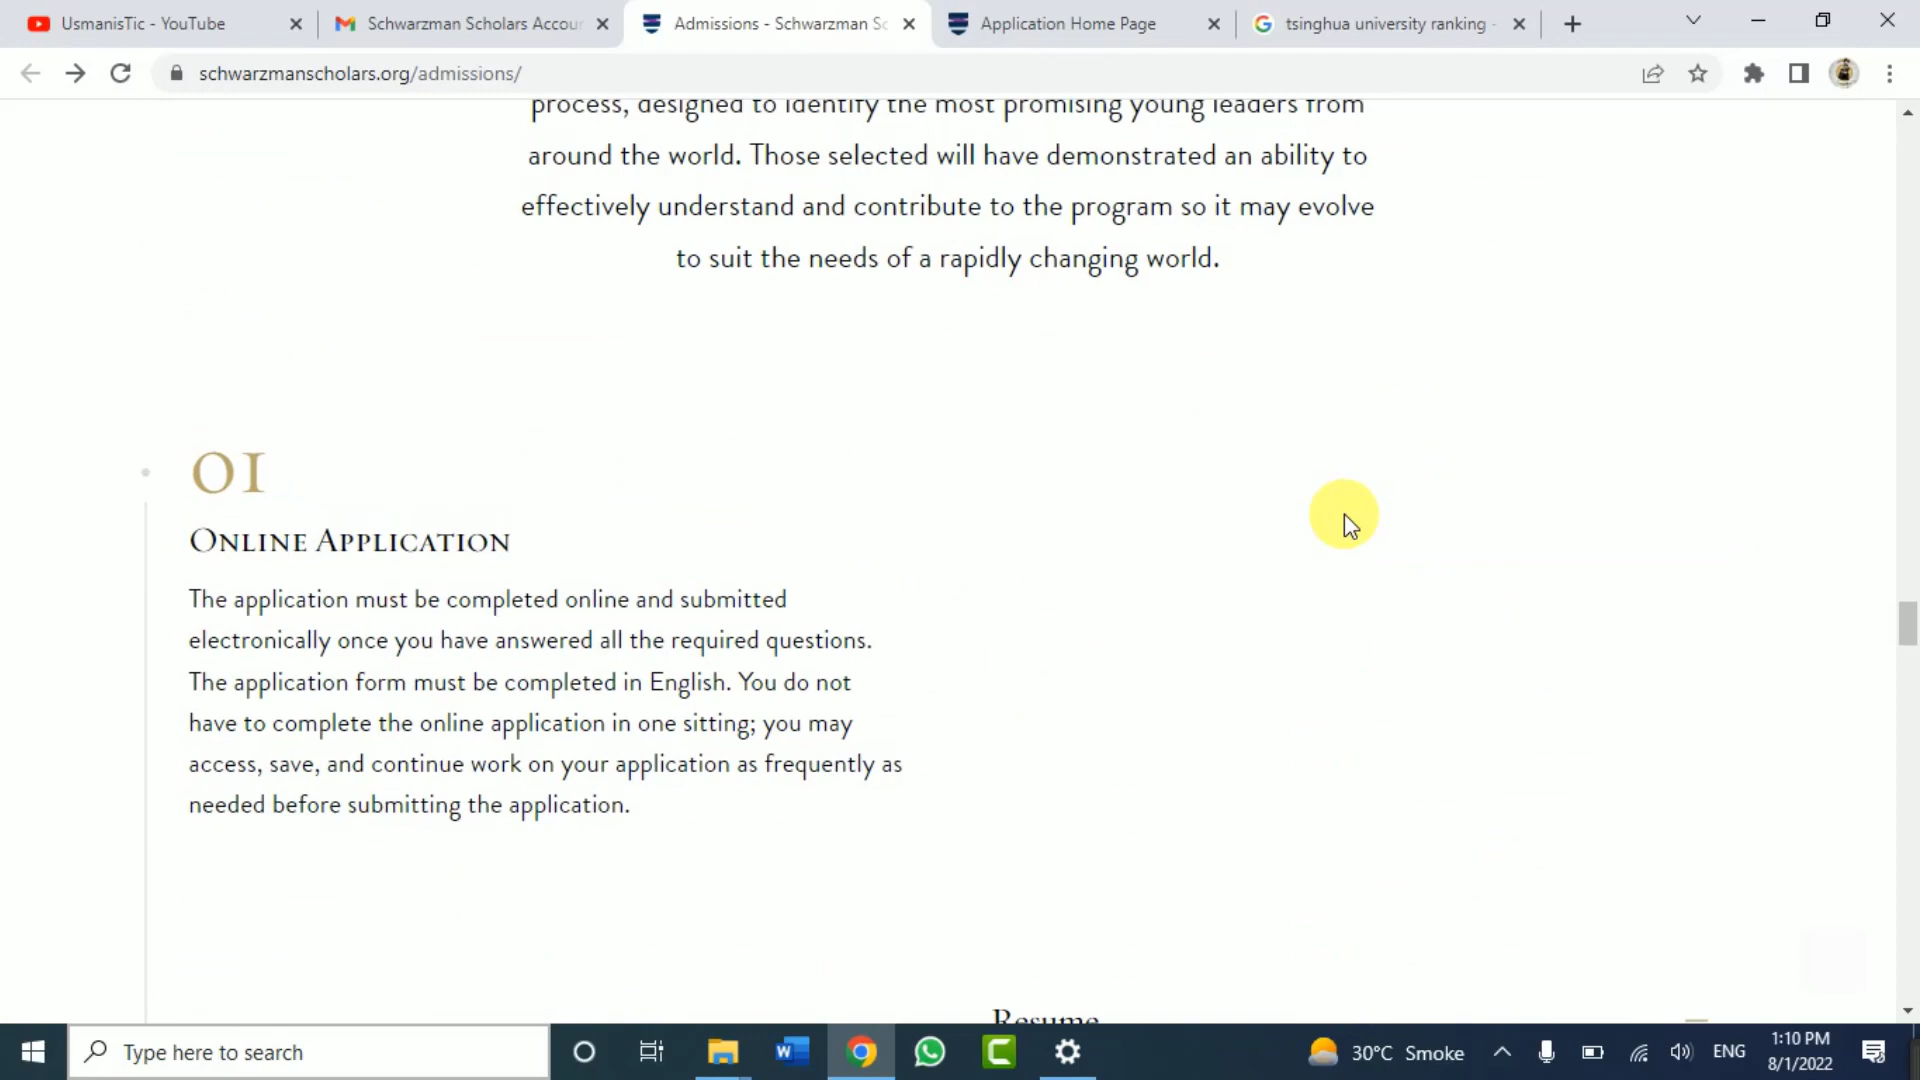 UsmanisTic - YouTube
Schwarzman Scholars Accou
Admissions - Schwarzman Sc
Application Home Page
tsinghua university ranking -
schwarzmanscholars.org/admissions/
process, designed to identify the most promising young leaders from
around the world. Those selected will have demonstrated an ability to
effectively understand and contribute to the program so it may evolve
to suit the needs of a rapidly changing world.
01
ONLINE APPLICATION
The application must be completed online and submitted
electronically once you have answered all the required questions.
The application form must be completed in English. You do not
have to complete the online application in one sitting; you may
access, save, and continue work on your application as frequently as
needed before submitting the application.
Resume
Type here to search
30°C Smoke
ENG
1:10 PM
8/1/2022